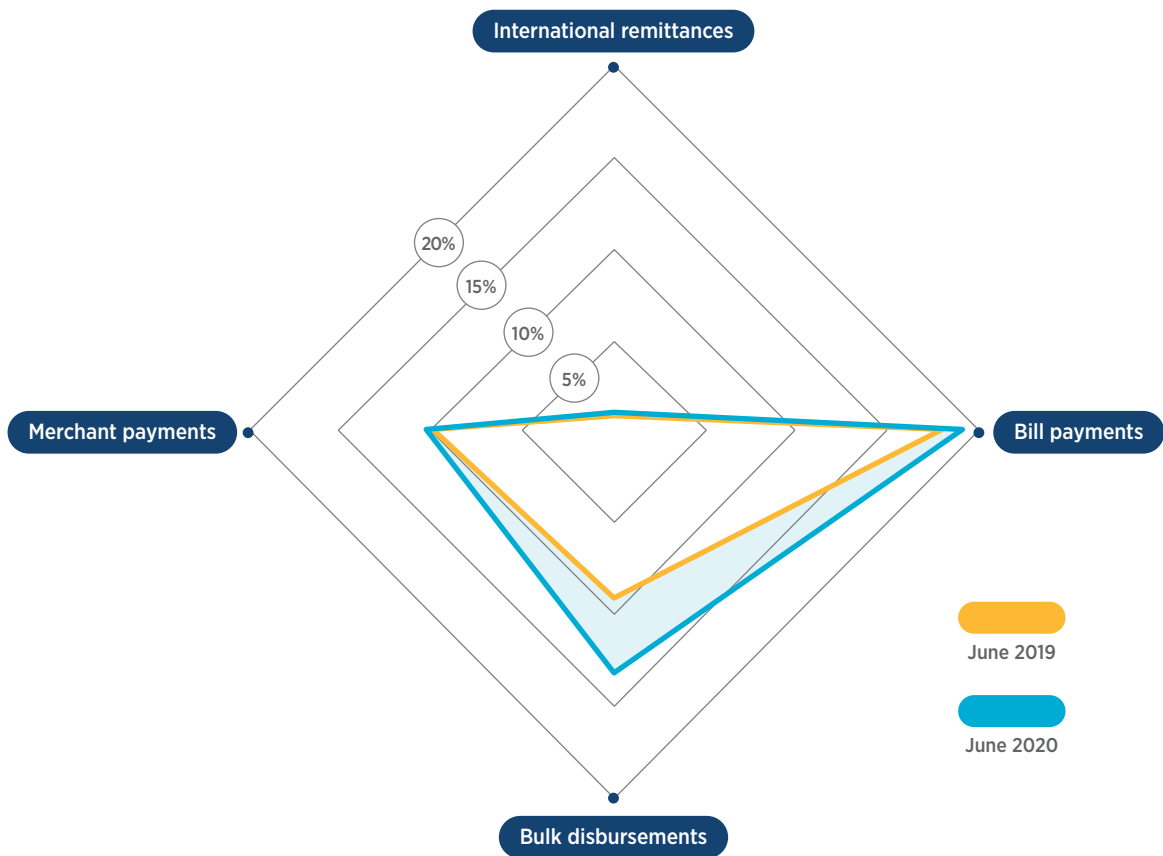 International remittances
20%
15%
10%
5%
Merchant payments
Bill payments
June 2019
June 2020
Bulk disbursements